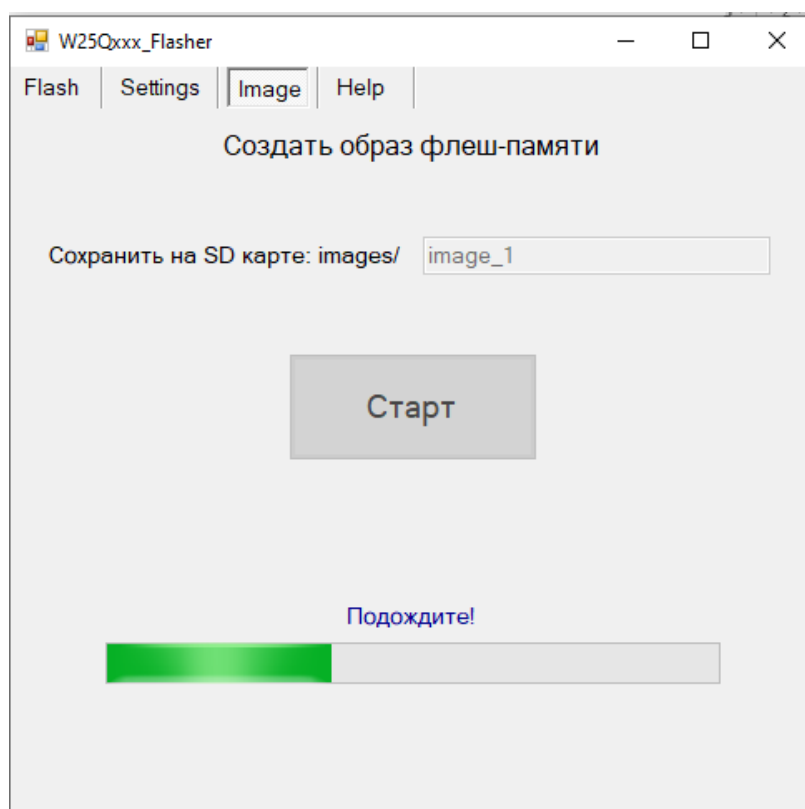 W25Qxxx_Flasher
Flash Settings Image Help
Создать образ флеш-памяти
Сохранить на SD карте: images/ image_1
Старт
Подождите!